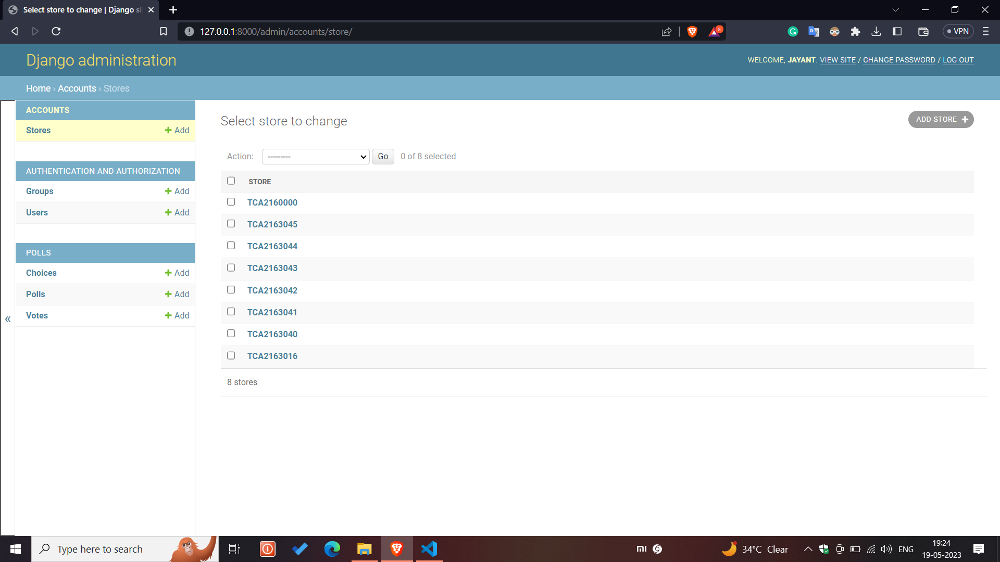 Select store to change | Django si
127.0.0.1:8000/admin/accounts/store/
8
VPN
Django administration
WELCOME, JAYANT. VIEW SITE / CHANGE PASSWORD / LOG OUT
Home › Accounts › Stores
ACCOUNTS
Stores
Add
AUTHENTICATION AND AUTHORIZATION
Groups
Add
Users
Add
POLLS
Choices
Add
Polls
Add
Votes
Add
«
Select store to change
ADD STORE
Action:
---------
Go
0 of 8 selected
STORE
TCA2160000
TCA2163045
TCA2163044
TCA2163043
TCA2163042
TCA2163041
TCA2163040
TCA2163016
8 stores
Type here to search
34°C Clear
ENG
19:24
19-05-2023